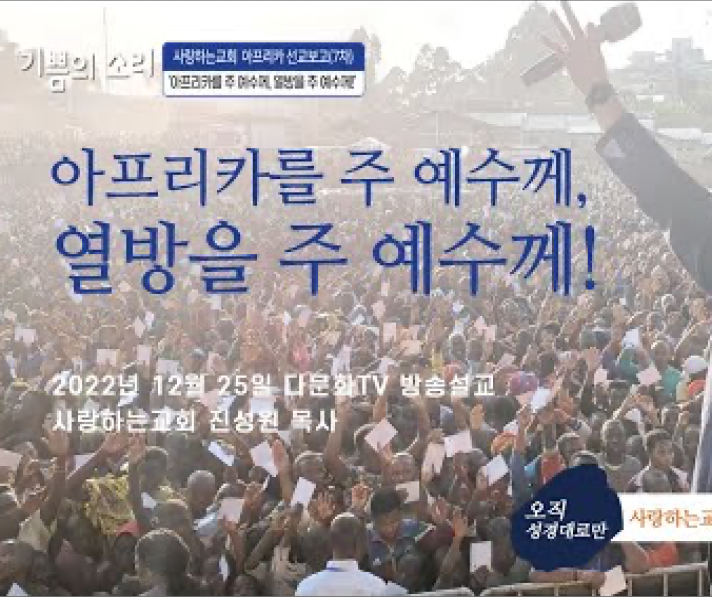 기쁨의 소리
사랑하는교회 아프리카 선교보고(7차)
'아프리카를 주 예수께, 열방을 주 예수께!'
아프리카를 주 예수께,
열방을 주 예수께!
2022년 12월 25일 다문화TV 방송설교
사랑하는교회 진성원 목사
오직
성경대로만
사랑하는교